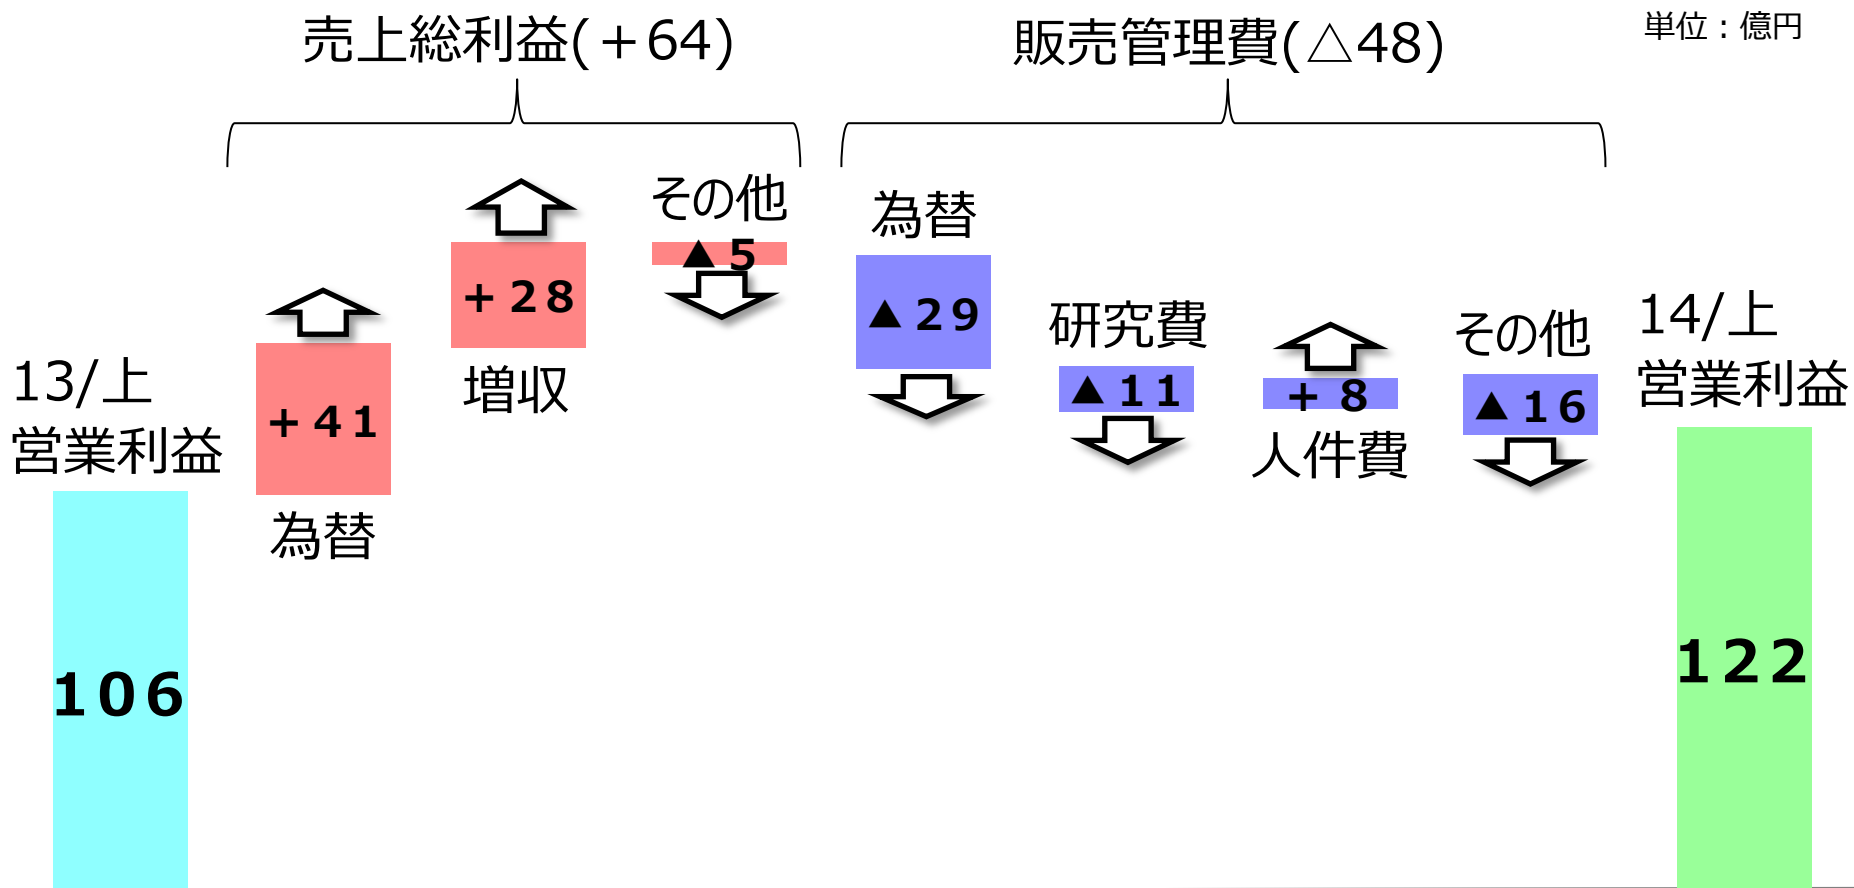 売上総利益(＋64)
販売管理費(△48)
単位：億円
13/上
営業利益
106
＋41
為替
＋28
増収
その他
▲5
為替
▲29
研究費
▲11
＋8
人件費
その他
▲16
14/上
営業利益
122